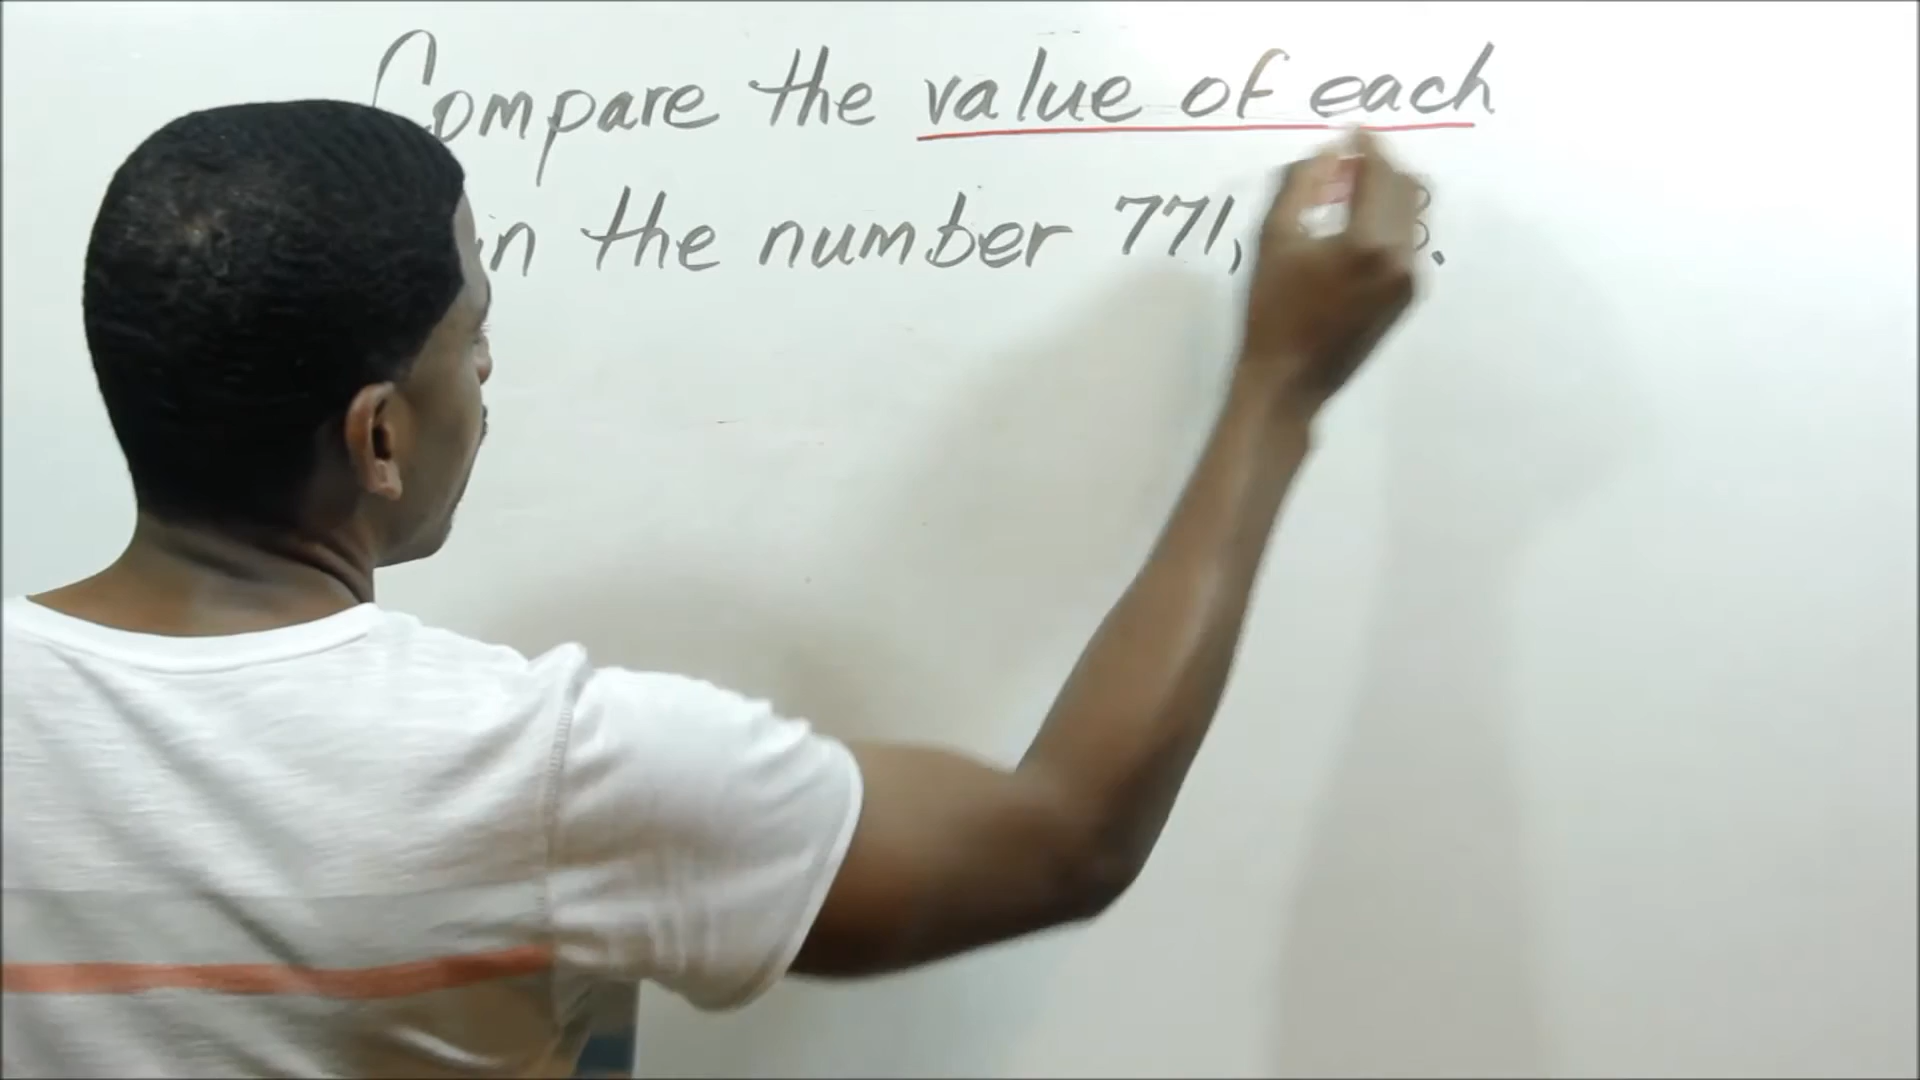 Compare the value of each
in the number 771,